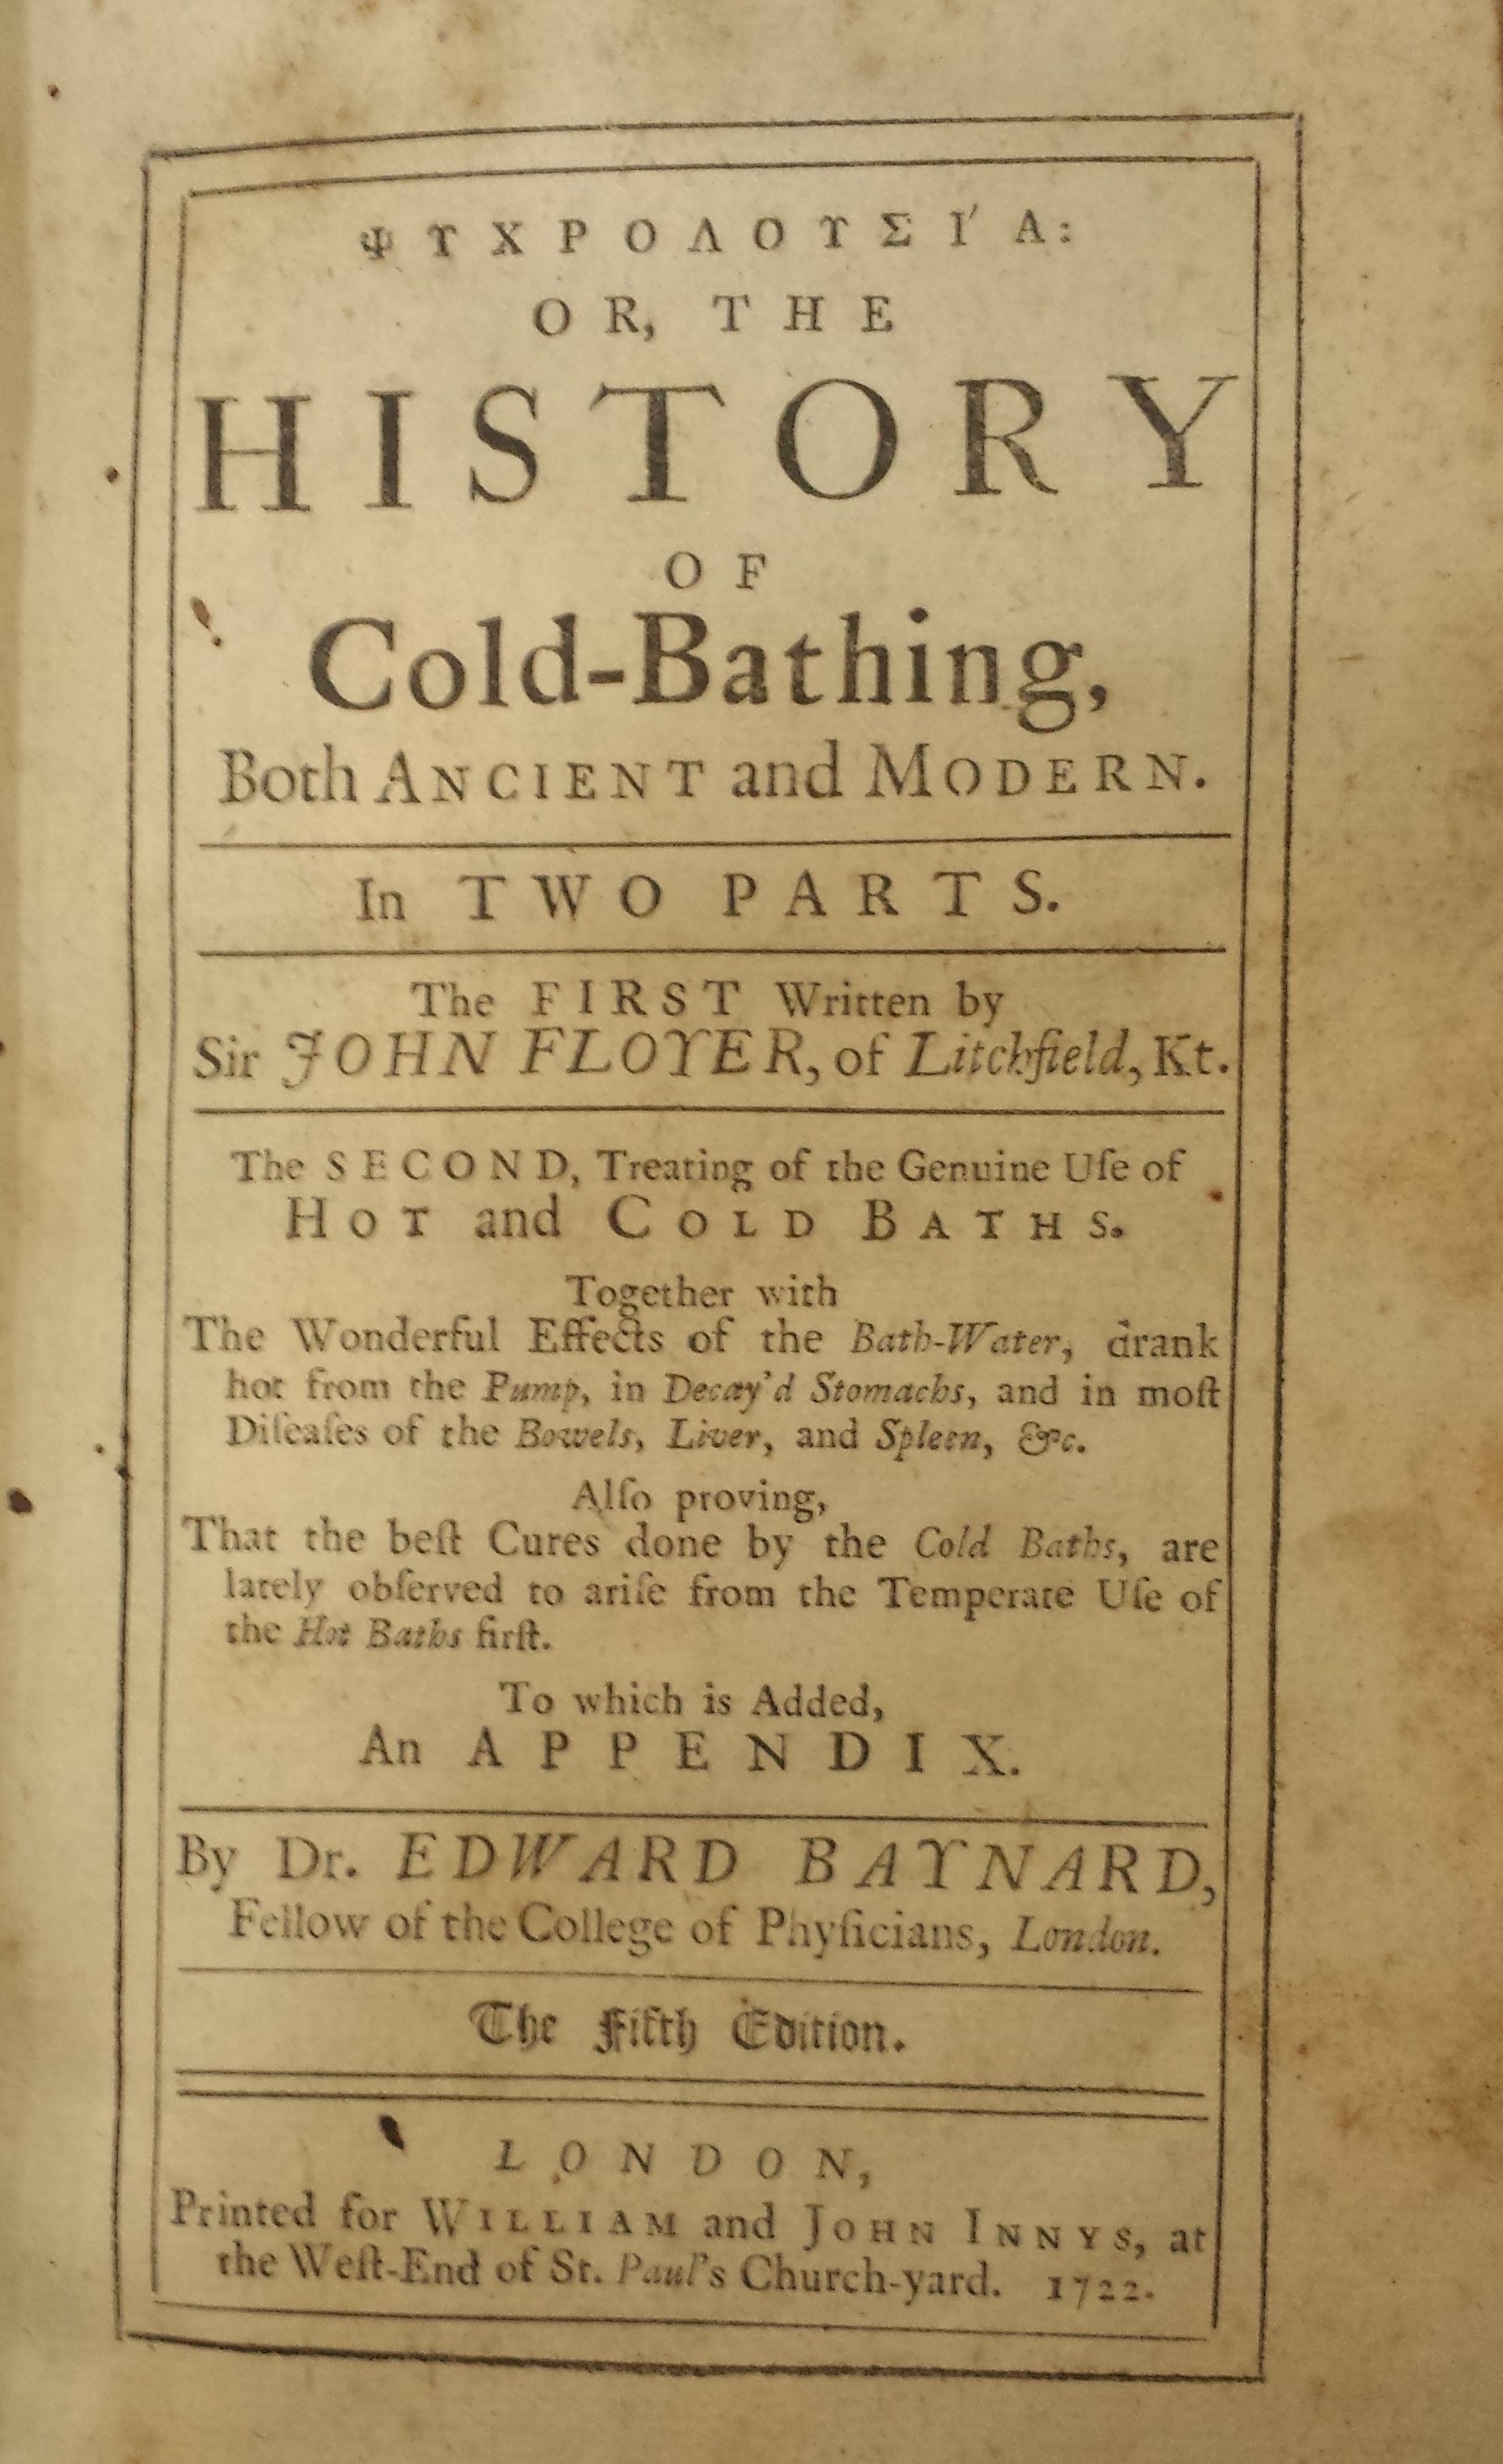 ΨΥΧΡΟΛΟΥΣΙ´Α:
OR, THE
HISTORY
OF
Cold-Bathing,
Both ANCIENT and MODERN.
In TWO PARTS.
The FIRST Written by
Sir JOHN FLOYER, of Litchfield, Kt.
The SECOND, Treating of the Genuine Uſe of
HOT and COLD BATHS.
Together with
The Wonderful Effects of the Bath-Water, drank
hot from the Pump, in Decay'd Stomachs, and in moſt
Diſeaſes of the Bowels, Liver, and Spleen, &c.
Alſo proving,
That the beſt Cures done by the Cold Baths, are
lately obſerved to ariſe from the Temperate Uſe of
the Hot Baths firſt.
To which is Added,
An APPENDIX.
By Dr. EDWARD BAYNARD,
Fellow of the College of Phyſicians, London.
The Fifth Edition.
LONDON,
Printed for WILLIAM and JOHN INNYS, at
the Weſt-End of St. Paul's Church-yard. 1722.